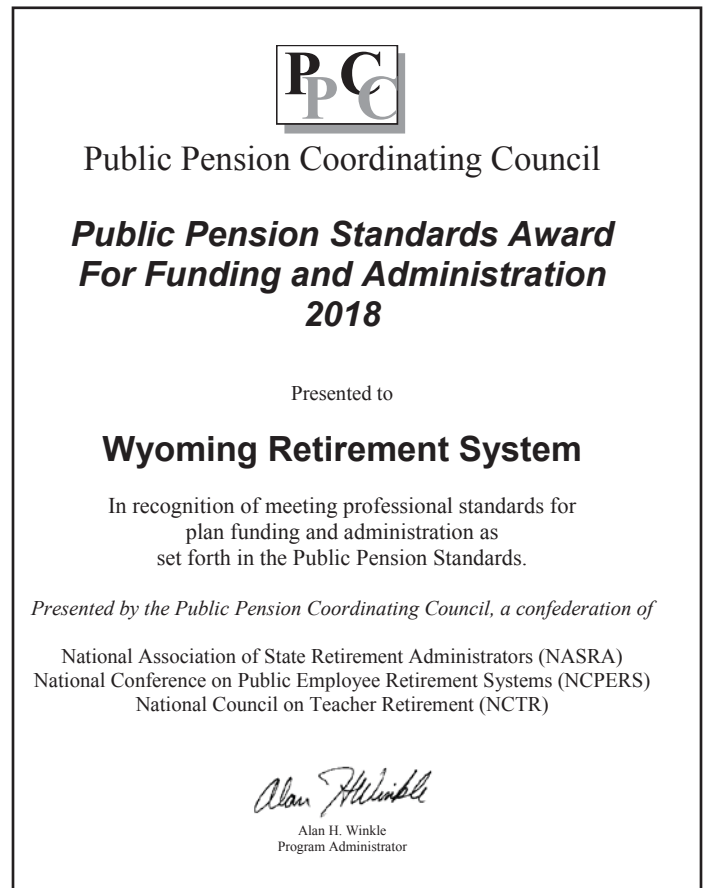 PPCC
Public Pension Coordinating Council
Public Pension Standards Award
For Funding and Administration
2018
Presented to
Wyoming Retirement System
In recognition of meeting professional standards for
plan funding and administration as
set forth in the Public Pension Standards.
Presented by the Public Pension Coordinating Council, a confederation of
National Association of State Retirement Administrators (NASRA)
National Conference on Public Employee Retirement Systems (NCPERS)
National Council on Teacher Retirement (NCTR)
Alan H Winkle
Alan H. Winkle
Program Administrator